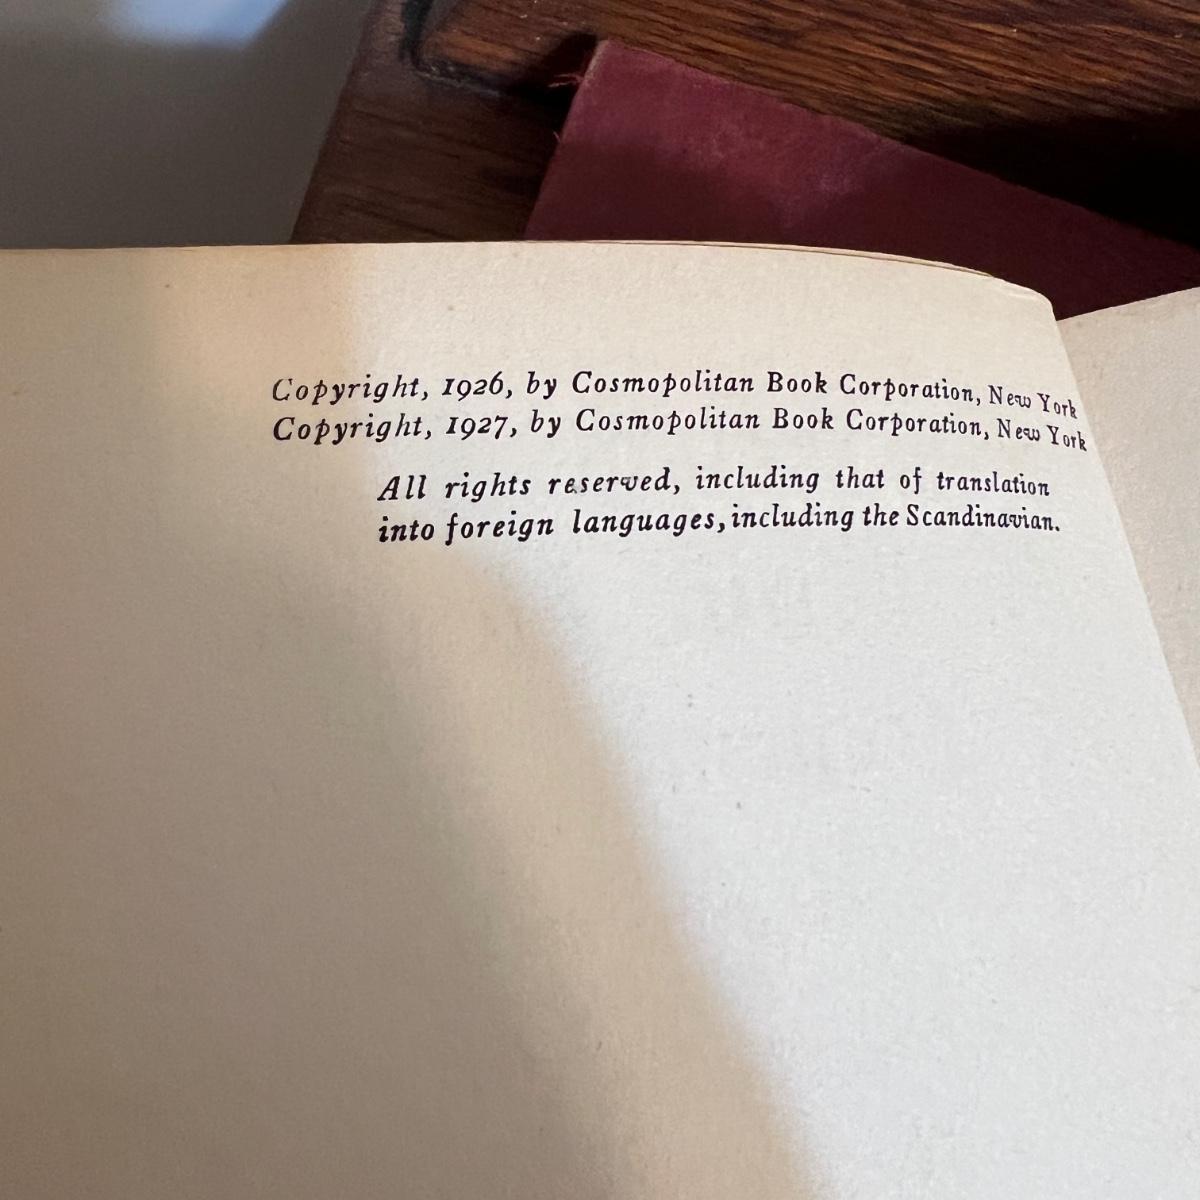 Copyright, 1926, by Cosmopolitan Book Corporation, New York
Copyright, 1927, by Cosmopolitan Book Corporation, New York
All rights reserved, including that of translation
into foreign languages, including the Scandinavian.